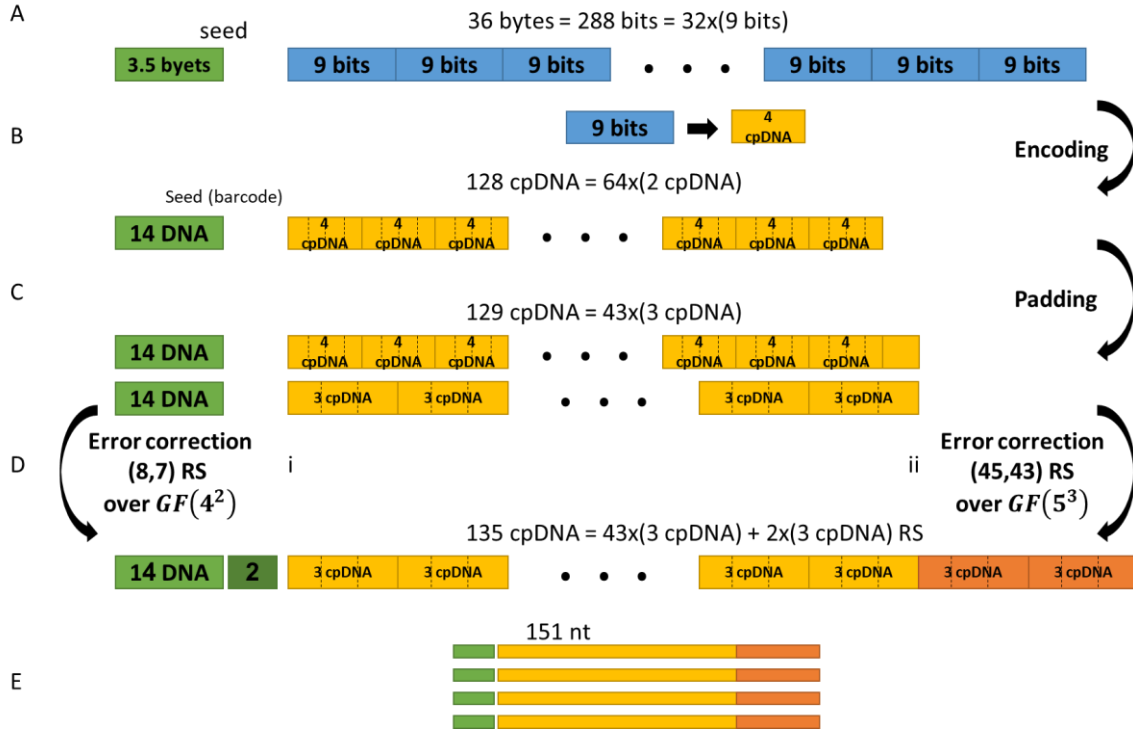 A
seed
36 bytes = 288 bits = 32x(9 bits)
3.5 byets
9 bits 9 bits 9 bits • • • 9 bits 9 bits 9 bits
B
9 bits
4
cpDNA
Encoding
128 cpDNA = 64x(2 cpDNA)
Seed (barcode)
14 DNA
4 4 4 4 4 4
cpDNA cpDNA cpDNA • • • cpDNA cpDNA cpDNA
C
Padding
129 cpDNA = 43x(3 cpDNA)
14 DNA
4 4 4 4 4 4
cpDNA cpDNA cpDNA • • • cpDNA cpDNA cpDNA
14 DNA 3 cpDNA 3 cpDNA • • • 3 cpDNA 3 cpDNA
D
Error correction
(8,7) RS
over GF(4²)
i
ii
Error correction
(45,43) RS
over GF(5³)
135 cpDNA = 43x(3 cpDNA) + 2x(3 cpDNA) RS
14 DNA 2 3 cpDNA 3 cpDNA • • • 3 cpDNA 3 cpDNA 3 cpDNA 3 cpDNA
151 nt
E